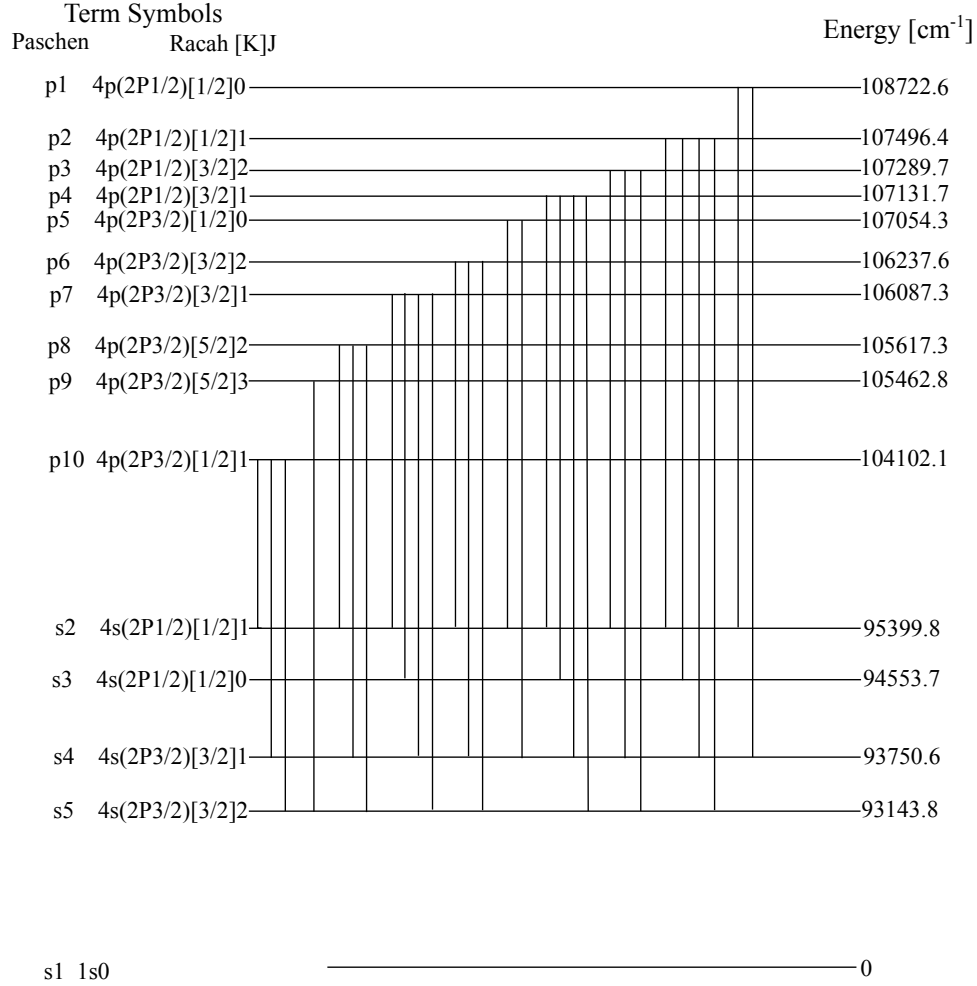 Term Symbols
Energy [cm-1]
Paschen Racah [K]J
p1 4p(2P1/2)[1/2]0 108722.6
p2 4p(2P1/2)[1/2]1 107496.4
p3 4p(2P1/2)[3/2]2 107289.7
p4 4p(2P1/2)[3/2]1 107131.7
p5 4p(2P3/2)[1/2]0 107054.3
p6 4p(2P3/2)[3/2]2 106237.6
p7 4p(2P3/2)[3/2]1 106087.3
p8 4p(2P3/2)[5/2]2 105617.3
p9 4p(2P3/2)[5/2]3 105462.8
p10 4p(2P3/2)[1/2]1 104102.1
s2 4s(2P1/2)[1/2]1 95399.8
s3 4s(2P1/2)[1/2]0 94553.7
s4 4s(2P3/2)[3/2]1 93750.6
s5 4s(2P3/2)[3/2]2 93143.8
s1 1s0 0